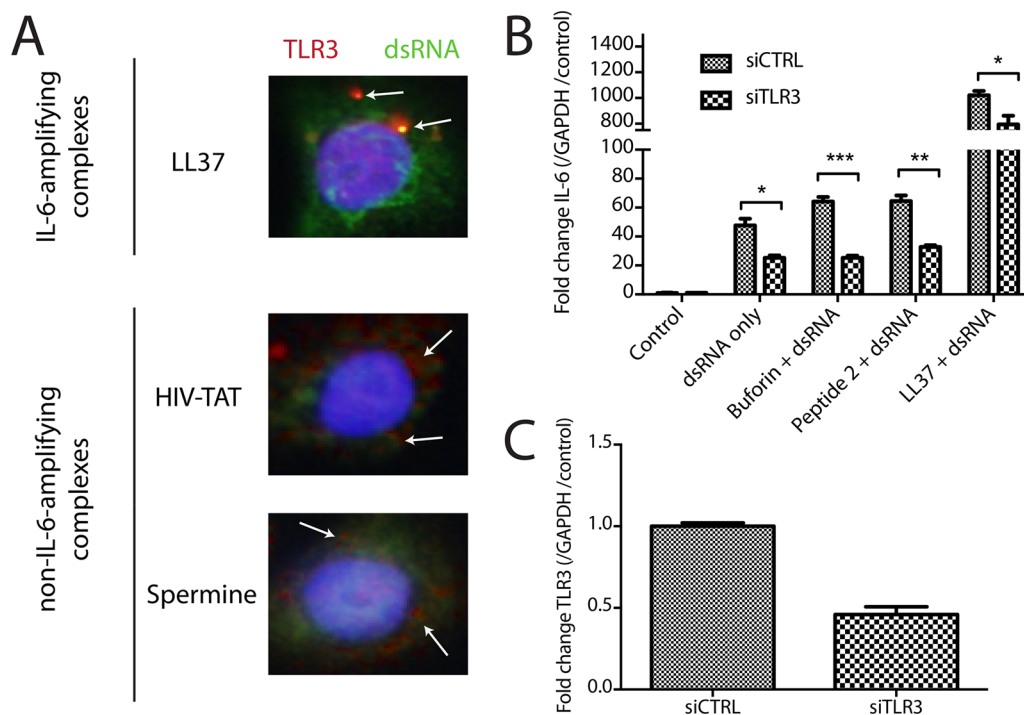 A
TLR3 dsRNA
IL-6-amplifying
complexes
LL37
non-IL-6-amplifying
complexes
HIV-TAT
Spermine
B
Fold change IL-6 (/GAPDH /control)
1400
1200
1000
800
100
80
60
40
20
0
siCTRL
siTLR3
*
***
**
*
Control
dsRNA only
Buforin + dsRNA
Peptide 2 + dsRNA
LL37 + dsRNA
C
Fold change TLR3 (/GAPDH /control)
1.5
1.0
0.5
0.0
siCTRL
siTLR3